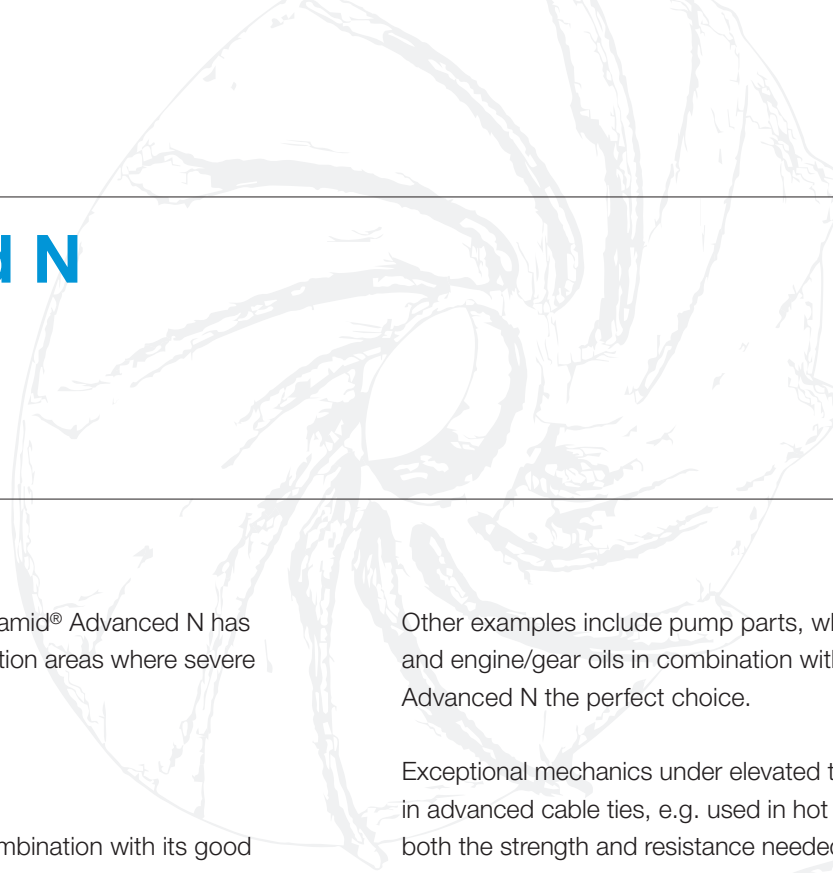 d N
amid® Advanced N has
tion areas where severe
mbination with its good
Other examples include pump parts, wh
and engine/gear oils in combination with
Advanced N the perfect choice.
Exceptional mechanics under elevated t
in advanced cable ties, e.g. used in hot
both the strength and resistance needed